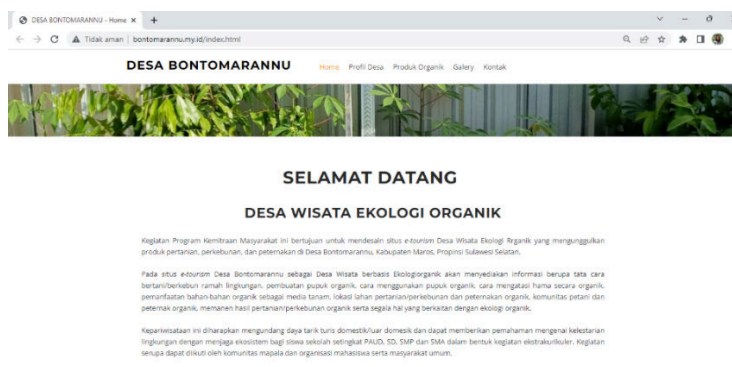 DESA BONTOMARANNU - Home
Tidak aman | bontomarannu.my.id/index.html
DESA BONTOMARANNU Home Profil Desa Produk Organik Galery Kontak
SELAMAT DATANG
DESA WISATA EKOLOGI ORGANIK
Kegiatan Program Kemitraan Masyarakat ini bertujuan untuk mendesain situs e-tourism Desa Wisata Ekologi Rrganik yang mengunggulkan
produk pertanian, perkebunan, dan peternakan di Desa Bontomarannu, Kabupaten Maros, Propinsi Sulawesi Selatan.
Pada situs e-tourism Desa Bontomarannu sebagai Desa Wisata berbasis Ekologiorganik akan menyediakan informasi berupa tata cara
bertani/berkebun ramah lingkungan, pembuatan pupuk organik, cara menggunakan pupuk organik, cara mengatasi hama secara organik,
pemanfaatan bahan-bahan organik sebagai media tanam, lokasi lahan pertanian/perkebunan dan peternakan organik, komunitas petani dan
peternak organik, memanen hasil pertanian/perkebunan organik serta segala hal yang berkaitan dengan ekologi organik.
Kepariwisataan ini diharapkan mengundang daya tarik turis domestik/luar domesik dan dapat memberikan pemahaman mengenai kelestarian
lingkungan dengan menjaga ekosistem bagi siswa sekolah setingkat PAUD, SD, SMP dan SMA dalam bentuk kegiatan ekstrakurikuler. Kegiatan
serupa dapat diikuti oleh komunitas mapala dan organisasi mahasiswa serta masyarakat umum.